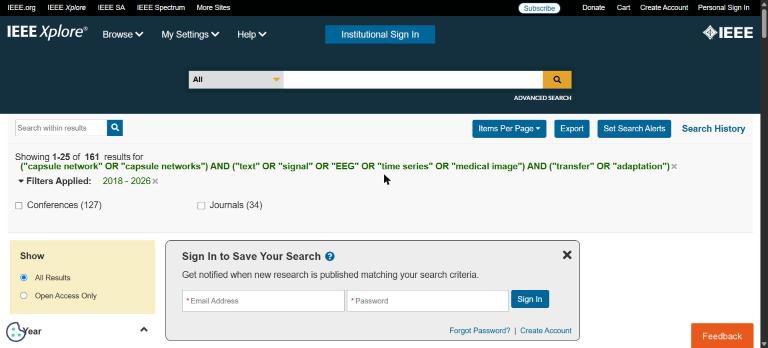 IEEE.org IEEE Xplore IEEE SA IEEE Spectrum More Sites Subscribe Donate Cart Create Account Personal Sign In
IEEE Xplore® Browse My Settings Help Institutional Sign In IEEE
All
ADVANCED SEARCH
Search within results Items Per Page Export Set Search Alerts Search History
Showing 1-25 of 161 results for
("capsule network" OR "capsule networks") AND ("text" OR "signal" OR "EEG" OR "time series" OR "medical image") AND ("transfer" OR "adaptation") ×
Filters Applied: 2018 - 2026 ×
Conferences (127) Journals (34)
Show
All Results
Open Access Only
Year
Sign In to Save Your Search
Get notified when new research is published matching your search criteria.
*Email Address *Password Sign In
Forgot Password? | Create Account
Feedback